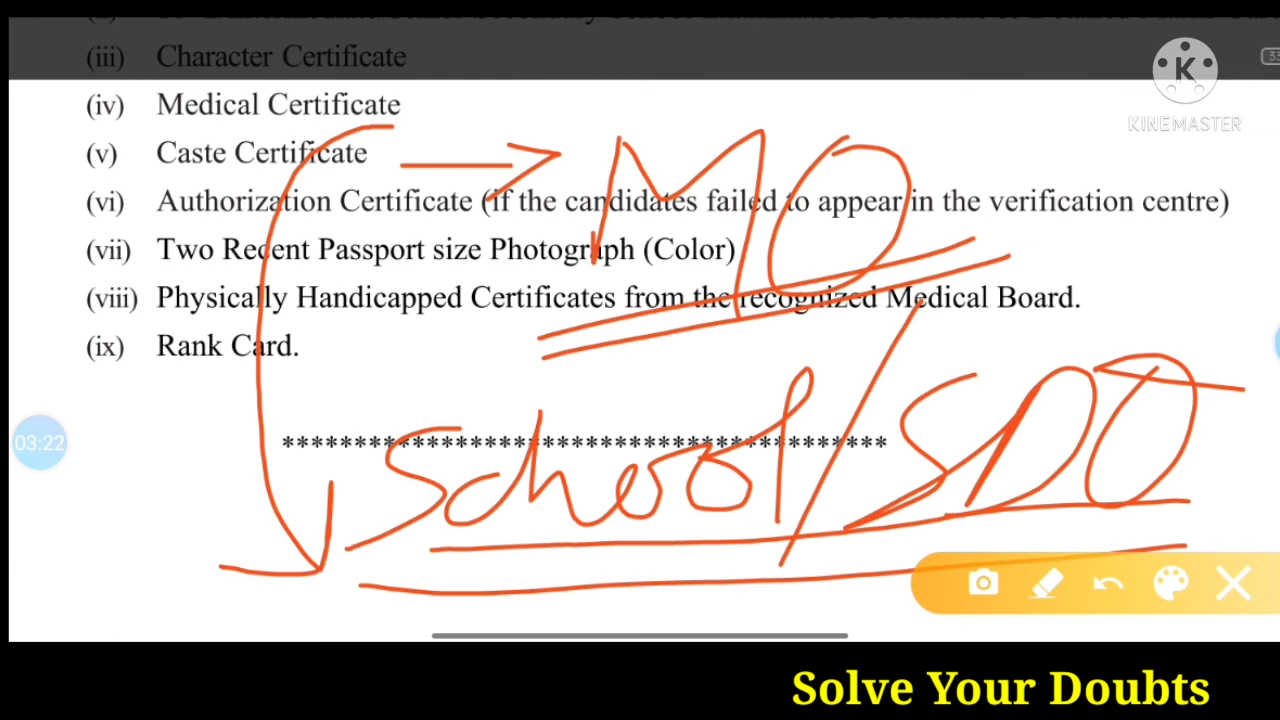 (iii) Character Certificate
(iv) Medical Certificate
KINEMASTER
(v) Caste Certificate
MO
(vi) Authorization Certificate (if the candidates failed to appear in the verification centre)
(vii) Two Recent Passport size Photograph (Color)
(viii) Physically Handicapped Certificates from the recognized Medical Board.
(ix) Rank Card.
03:22
******************************************
School/SDO
Solve Your Doubts